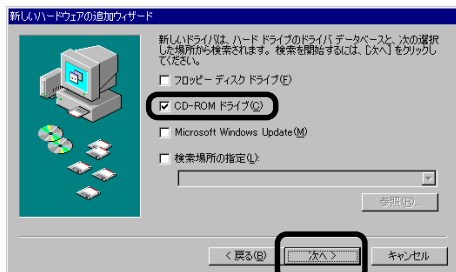 新しいハードウェアの追加ウィザード
新しいドライバは、ハード ドライブのドライバ データベースと、次の選択
した場所から検索されます。検索を開始するには、[次へ] をクリックし
てください。
フロッピー ディスク ドライブ(F)
CD-ROM ドライブ(C)
Microsoft Windows Update(M)
検索場所の指定(L):
参照(R)...
< 戻る(B)
次へ >
キャンセル